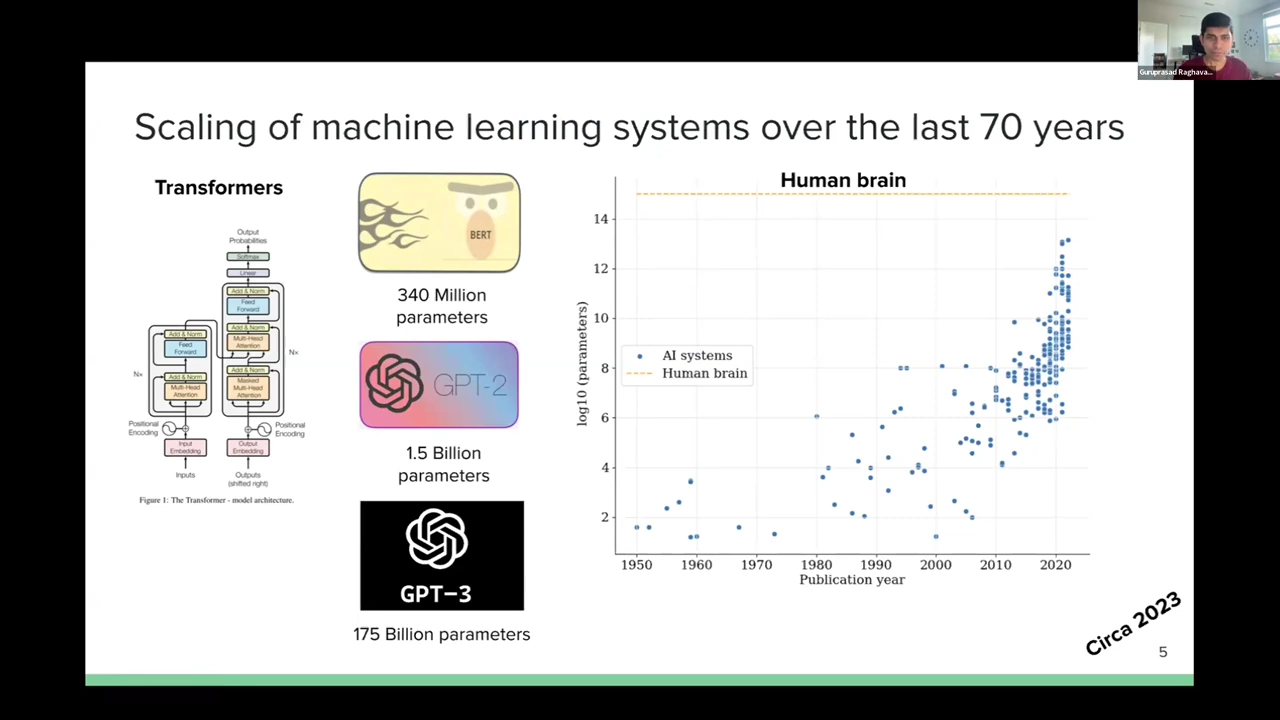 Guruprasad Raghava...
Scaling of machine learning systems over the last 70 years
Transformers
Output
Probabilities
Softmax
Linear
Add & Norm
Feed
Forward
Add & Norm
Multi-Head
Attention
Add & Norm
Feed
Forward
Nx
Add & Norm
Masked
Multi-Head
Attention
Nx
Add & Norm
Multi-Head
Attention
Positional
Encoding
Positional
Encoding
Input
Embedding
Output
Embedding
Inputs
Outputs
(shifted right)
Figure 1: The Transformer - model architecture.
BERT
340 Million
parameters
GPT-2
1.5 Billion
parameters
GPT-3
175 Billion parameters
Human brain
log10 (parameters)
14
12
10
8
6
4
2
AI systems
Human brain
1950 1960 1970 1980 1990 2000 2010 2020
Publication year
Circa 2023
5